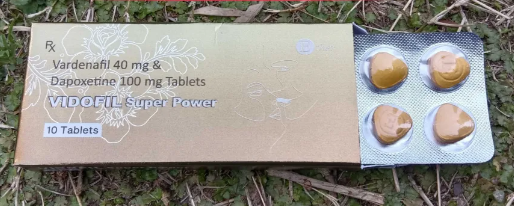 Rx
Vardenafil 40 mg &
Dapoxetine 100 mg Tablets
VIDOFIL Super Power
10 Tablets